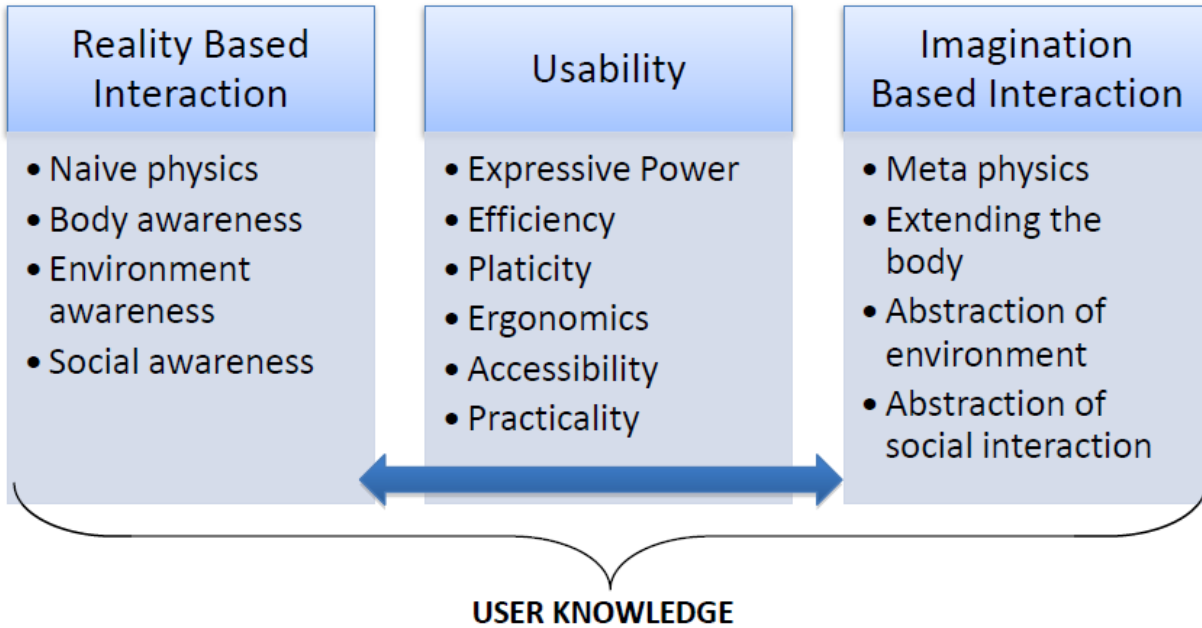 Reality Based
Interaction
• Naive physics
• Body awareness
• Environment
awareness
• Social awareness
Usability
• Expressive Power
• Efficiency
• Platicity
• Ergonomics
• Accessibility
• Practicality
Imagination
Based Interaction
• Meta physics
• Extending the
body
• Abstraction of
environment
• Abstraction of
social interaction
USER KNOWLEDGE